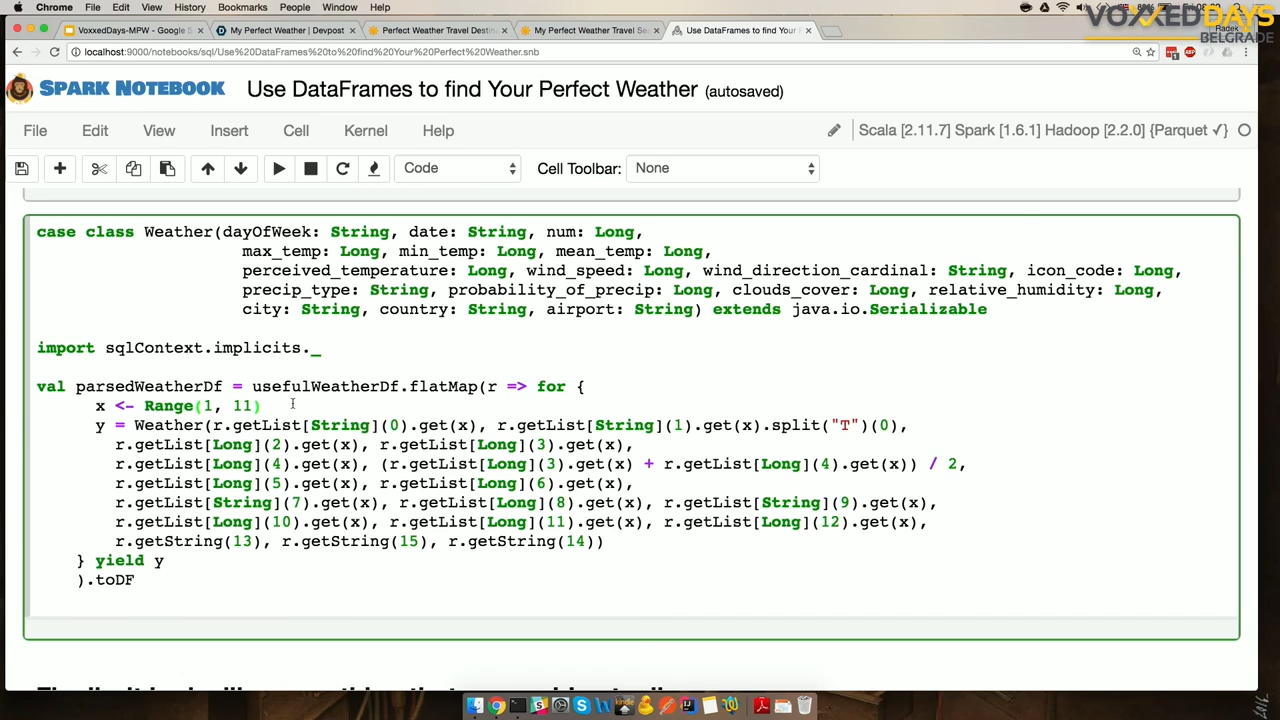 Chrome File Edit View History Bookmarks People Window Help
VOXXEDDAYS
BELGRADE
VoxxedDays-MPW - Google S
My Perfect Weather | Devpost
Perfect Weather Travel Destina
My Perfect Weather Travel Sea
Use DataFrames to find Your P
Radek
localhost:9000/notebooks/sql/Use%20DataFrames%20to%20find%20Your%20Perfect%20Weather.snb
SPARK NOTEBOOK Use DataFrames to find Your Perfect Weather (autosaved)
File Edit View Insert Cell Kernel Help Scala [2.11.7] Spark [1.6.1] Hadoop [2.2.0] {Parquet ✓}
Code Cell Toolbar: None
case class Weather(dayOfWeek: String, date: String, num: Long,
max_temp: Long, min_temp: Long, mean_temp: Long,
perceived_temperature: Long, wind_speed: Long, wind_direction_cardinal: String, icon_code: Long,
precip_type: String, probability_of_precip: Long, clouds_cover: Long, relative_humidity: Long,
city: String, country: String, airport: String) extends java.io.Serializable
import sqlContext.implicits._
val parsedWeatherDf = usefulWeatherDf.flatMap(r => for {
x <- Range(1, 11)
y = Weather(r.getList[String](0).get(x), r.getList[String](1).get(x).split("T")(0),
r.getList[Long](2).get(x), r.getList[Long](3).get(x),
r.getList[Long](4).get(x), (r.getList[Long](3).get(x) + r.getList[Long](4).get(x)) / 2,
r.getList[Long](5).get(x), r.getList[Long](6).get(x),
r.getList[String](7).get(x), r.getList[Long](8).get(x), r.getList[String](9).get(x),
r.getList[Long](10).get(x), r.getList[Long](11).get(x), r.getList[Long](12).get(x),
r.getString(13), r.getString(15), r.getString(14))
} yield y
).toDF